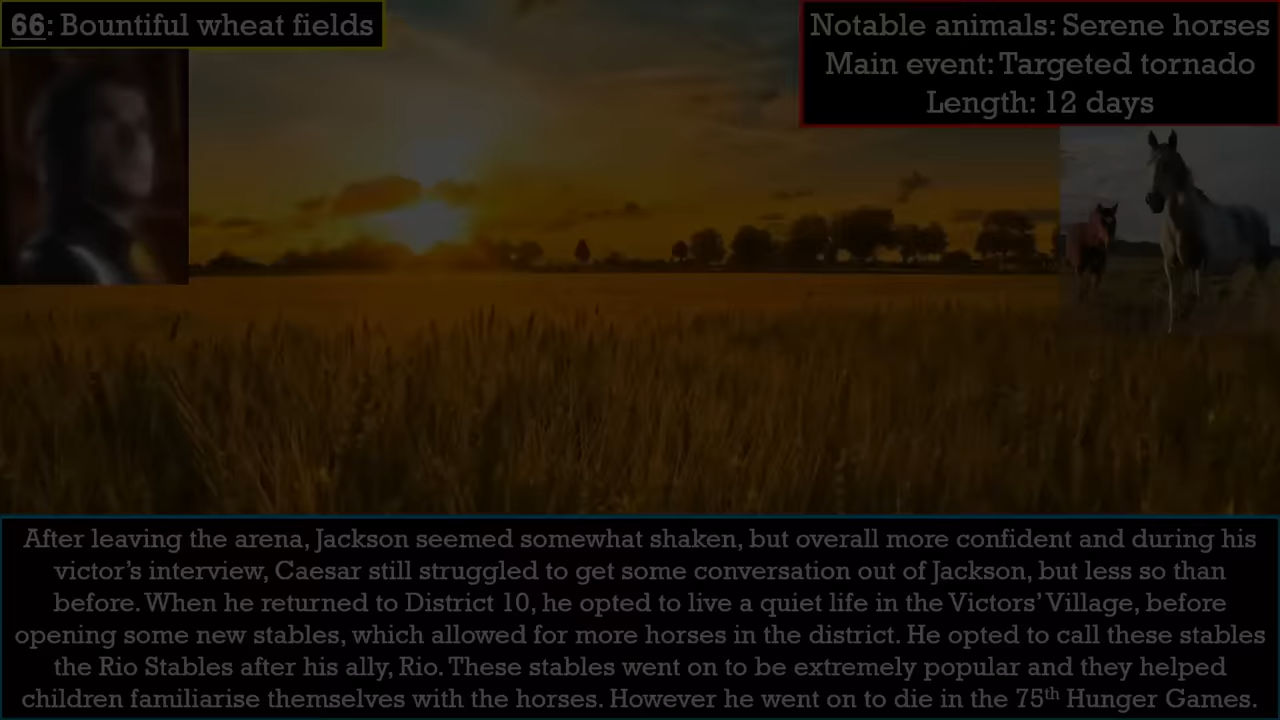 66: Bountiful wheat fields
Notable animals: Serene horses
Main event: Targeted tornado
Length: 12 days
After leaving the arena, Jackson seemed somewhat shaken, but overall more confident and during his
victor’s interview, Caesar still struggled to get some conversation out of Jackson, but less so than
before. When he returned to District 10, he opted to live a quiet life in the Victors’ Village, before
opening some new stables, which allowed for more horses in the district. He opted to call these stables
the Rio Stables after his ally, Rio. These stables went on to be extremely popular and they helped
children familiarise themselves with the horses. However he went on to die in the 75th Hunger Games.